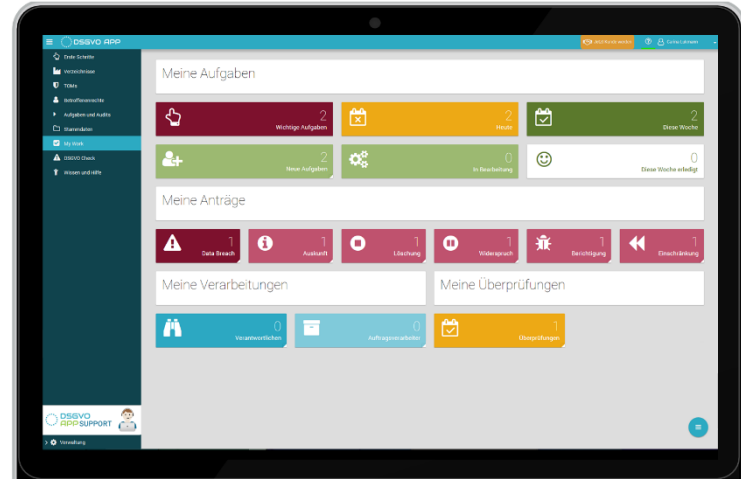 DSGVO APP
Erste Schritte
Verzeichnisse
TOMs
Betroffenenrechte
Aufgaben und Audits
Stammdaten
My Work
DSGVO Check
Wissen und Hilfe
DSGVO
APP SUPPORT
Verwaltung
Meine Aufgaben
2
Wichtige Aufgaben
2
Heute
2
Diese Woche
2
Neue Aufgaben
0
In Bearbeitung
0
Diese Woche erledigt
Meine Anträge
1
Data Breach
1
Auskunft
1
Löschung
1
Widerspruch
1
Berichtigung
1
Einschränkung
Meine Verarbeitungen
Meine Überprüfungen
0
Verantwortlichen
0
Auftragsverarbeiter
1
Überprüfungen